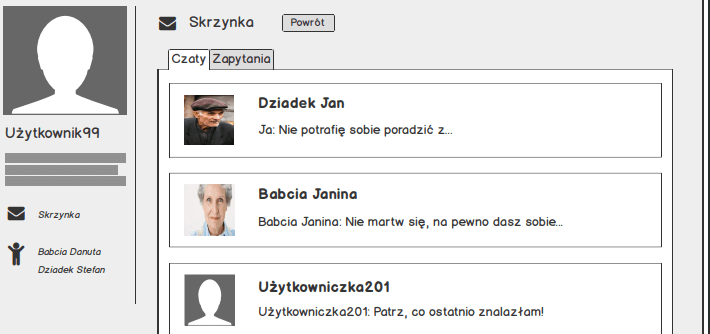 Skrzynka
Powrót
Użytkownik99
Skrzynka
Babcia Danuta
Dziadek Stefan
Czaty
Zapytania
Dziadek Jan
Ja: Nie potrafię sobie poradzić z...
Babcia Janina
Babcia Janina: Nie martw się, na pewno dasz sobie...
Użytkowniczka201
Użytkowniczka201: Patrz, co ostatnio znalazłam!